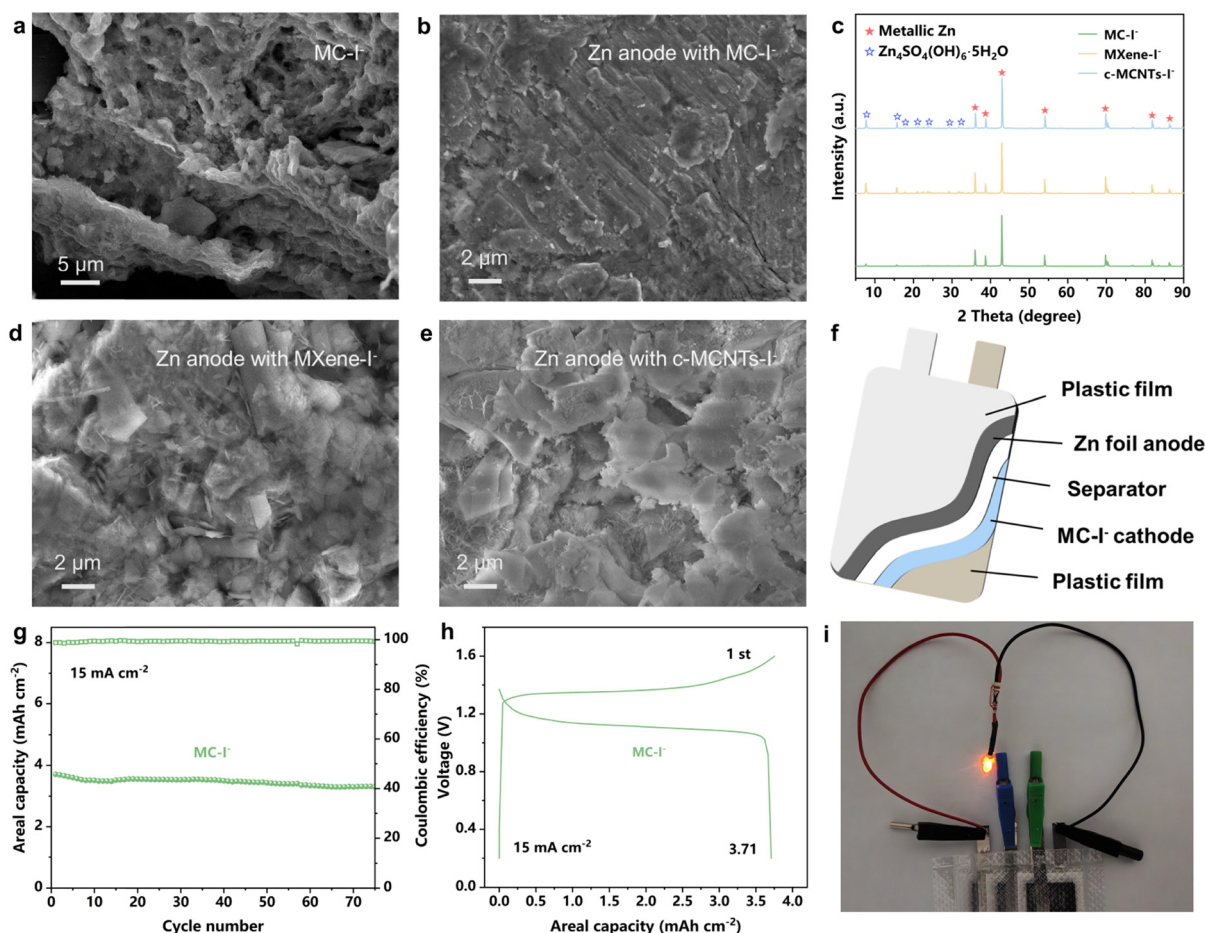 a
MC-I⁻
5 μm
b
Zn anode with MC-I⁻
2 μm
c
★ Metallic Zn
☆ Zn₄SO₄(OH)₆·5H₂O
MC-I⁻
MXene-I⁻
c-MCNTs-I⁻
Intensity (a.u.)
10 20 30 40 50 60 70 80 90
2 Theta (degree)
d
Zn anode with MXene-I⁻
2 μm
e
Zn anode with c-MCNTs-I⁻
2 μm
f
Plastic film
Zn foil anode
Separator
MC-I⁻ cathode
Plastic film
g
15 mA cm⁻²
MC-I⁻
Areal capacity (mAh cm⁻²)
8
6
4
2
0
Coulombic efficiency (%)
100
80
60
40
20
0
0 10 20 30 40 50 60 70
Cycle number
h
1 st
MC-I⁻
15 mA cm⁻²
3.71
Voltage (V)
1.6
1.2
0.8
0.4
0.0
0.0 0.5 1.0 1.5 2.0 2.5 3.0 3.5 4.0
Areal capacity (mAh cm⁻²)
i